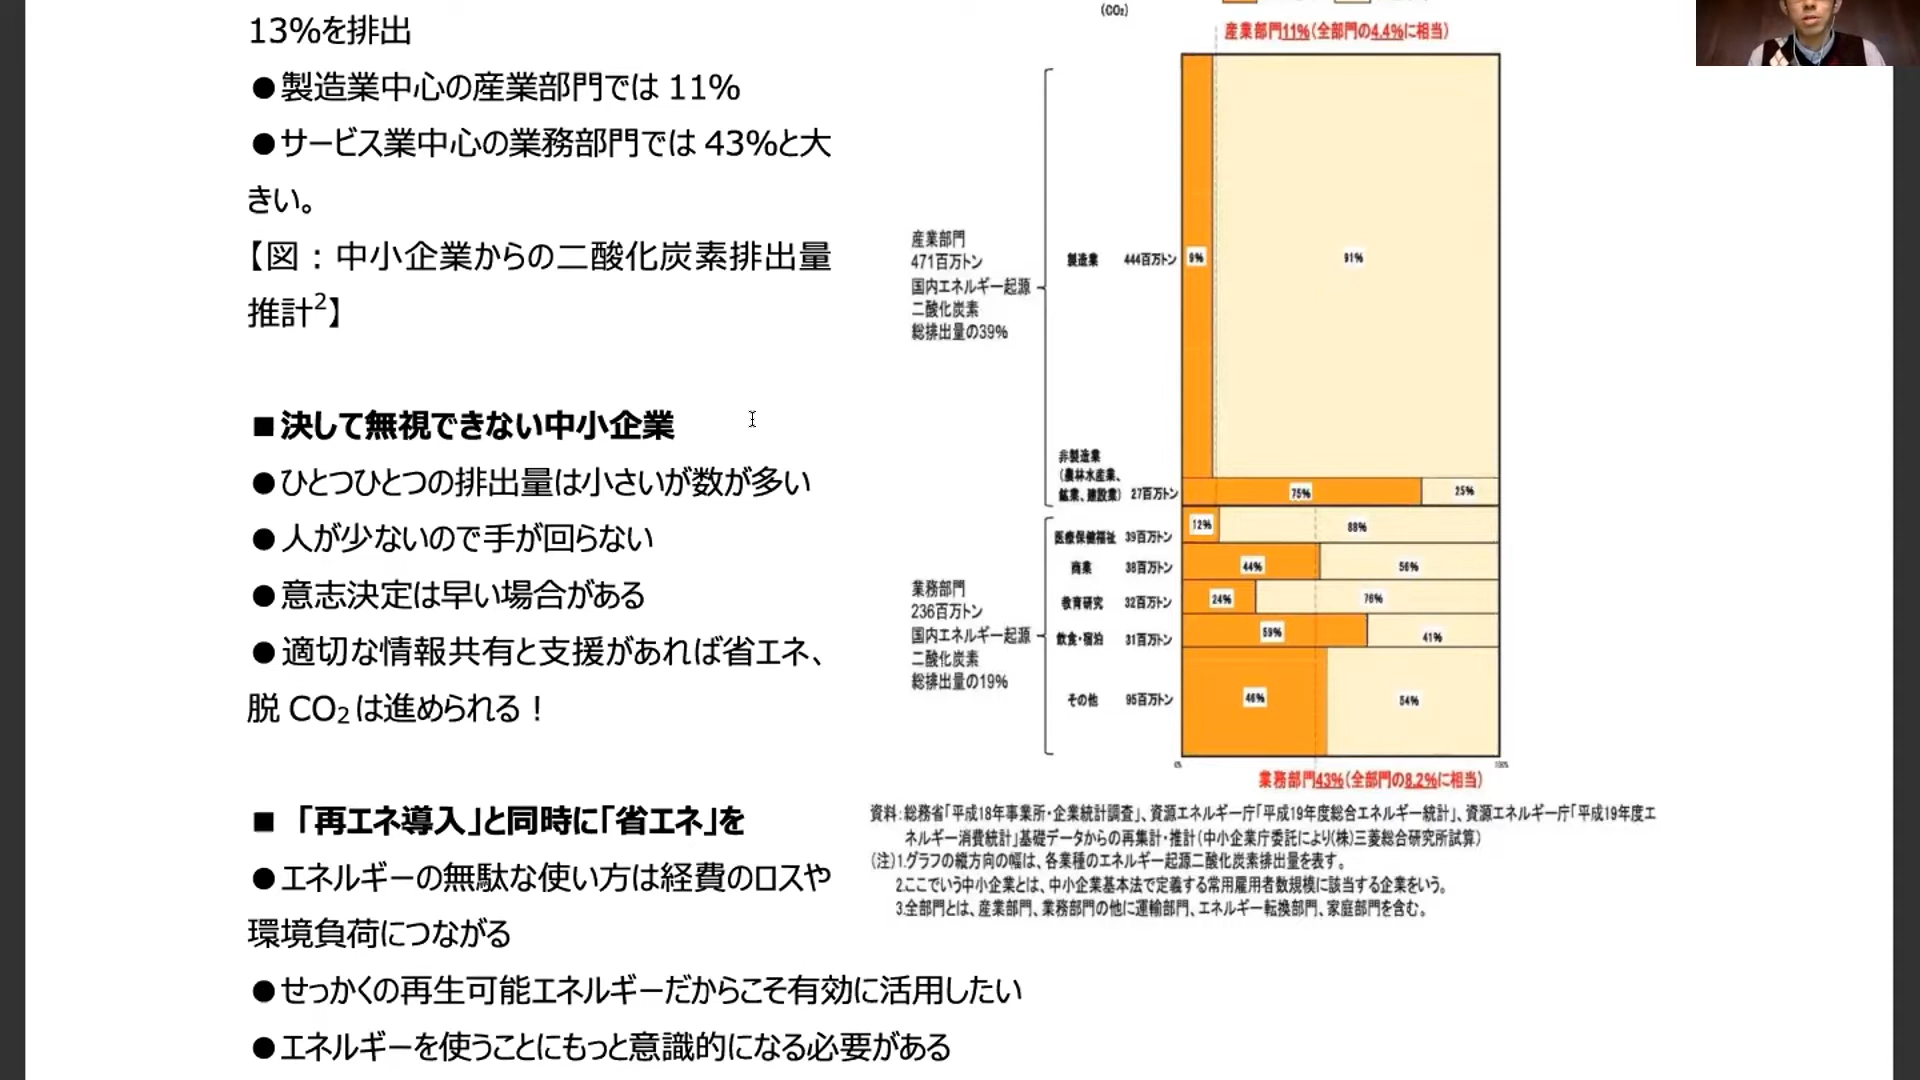 13%を排出
●製造業中心の産業部門では 11%
●サービス業中心の業務部門では 43%と大
きい。
【図：中小企業からの二酸化炭素排出量
推計2】
■決して無視できない中小企業
●ひとつひとつの排出量は小さいが数が多い
●人が少ないので手が回らない
●意志決定は早い場合がある
●適切な情報共有と支援があれば省エネ、
脱 CO2は進められる！
■「再エネ導入」と同時に「省エネ」を
●エネルギーの無駄な使い方は経費のロスや
環境負荷につながる
●せっかくの再生可能エネルギーだからこそ有効に活用したい
●エネルギーを使うことにもっと意識的になる必要がある
(CO2)
産業部門11%(全部門の4.4%に相当)
産業部門
471百万トン
国内エネルギー起源
二酸化炭素
総排出量の39%
製造業 444百万トン 9% 91%
非製造業
(農林水産業、
鉱業、建設業) 27百万トン 75% 25%
業務部門
236百万トン
国内エネルギー起源
二酸化炭素
総排出量の19%
医療保健福祉 39百万トン 12% 88%
商業 38百万トン 44% 56%
教育研究 32百万トン 24% 76%
飲食・宿泊 31百万トン 59% 41%
その他 95百万トン 46% 54%
0% 100%
業務部門43%(全部門の8.2%に相当)
資料:総務省「平成18年事業所・企業統計調査」、資源エネルギー庁「平成19年度総合エネルギー統計」、資源エネルギー庁「平成19年度エ
ネルギー消費統計」基礎データからの再集計・推計(中小企業庁委託により(株)三菱総合研究所試算)
(注)1.グラフの縦方向の幅は、各業種のエネルギー起源二酸化炭素排出量を表す。
2.ここでいう中小企業とは、中小企業基本法で定義する常用雇用者数規模に該当する企業をいう。
3.全部門とは、産業部門、業務部門の他に運輸部門、エネルギー転換部門、家庭部門を含む。